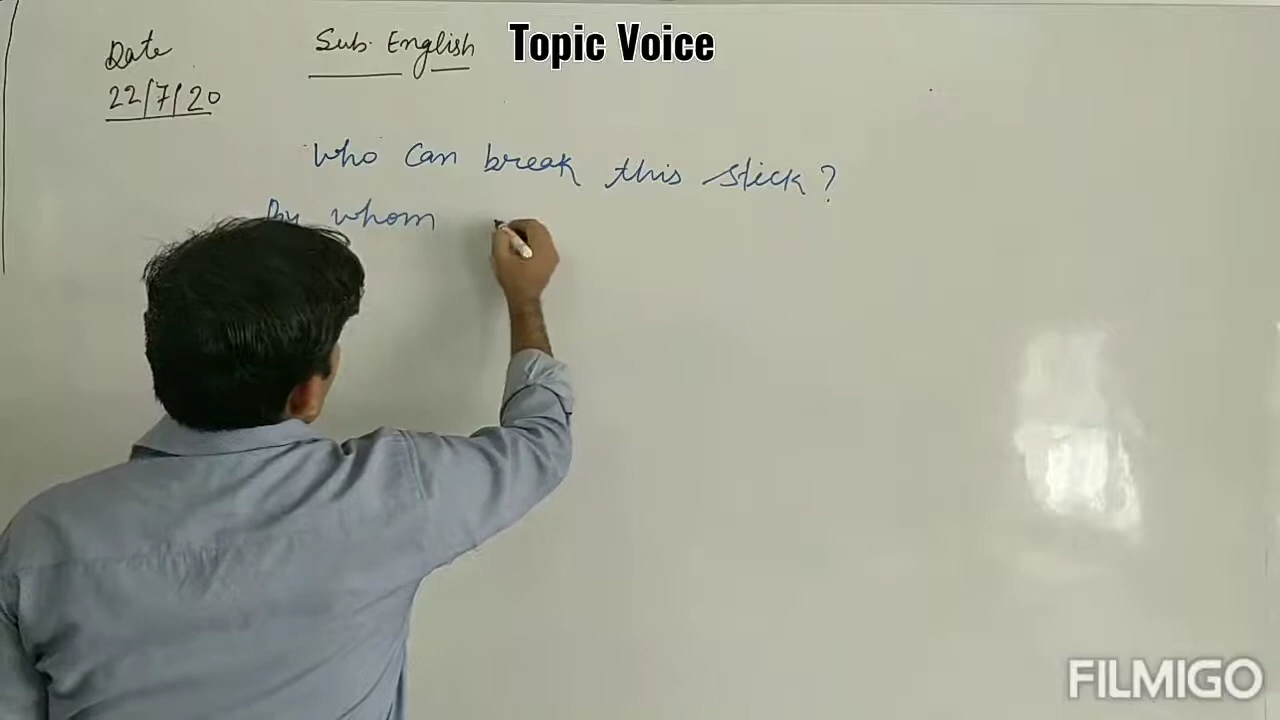 Date
22/7/20
Sub. English
Topic Voice
Who can break this stick?
By whom
FILMIGO